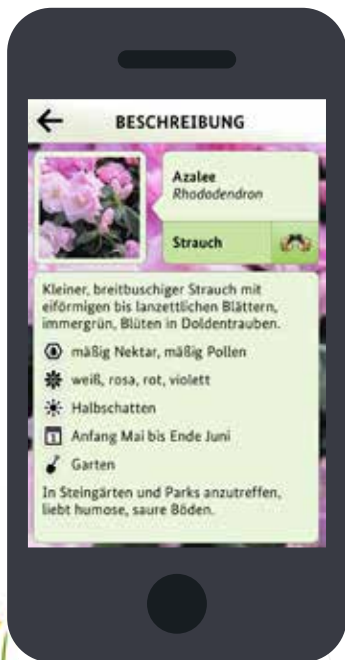 BESCHREIBUNG
Azalee
Rhododendron
Strauch
Kleiner, breitbuschiger Strauch mit
eiförmigen bis lanzettlichen Blättern,
immergrün, Blüten in Doldentrauben.
mäßig Nektar, mäßig Pollen
weiß, rosa, rot, violett
Halbschatten
1
Anfang Mai bis Ende Juni
Garten
In Steingärten und Parks anzutreffen,
liebt humose, saure Böden.